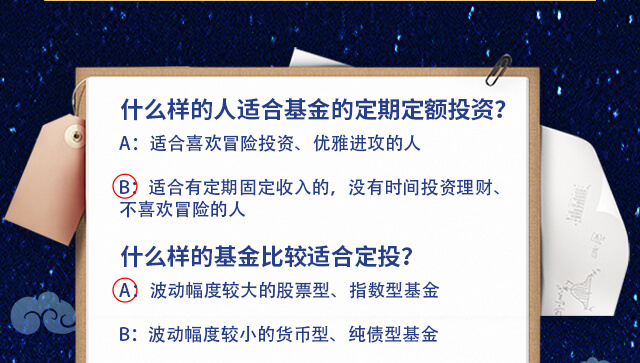 什么样的人适合基金的定期定额投资？
A：适合喜欢冒险投资、优雅进攻的人
B：适合有定期固定收入的，没有时间投资理财、
不喜欢冒险的人
什么样的基金比较适合定投？
A：波动幅度较大的股票型、指数型基金
B：波动幅度较小的货币型、纯债型基金